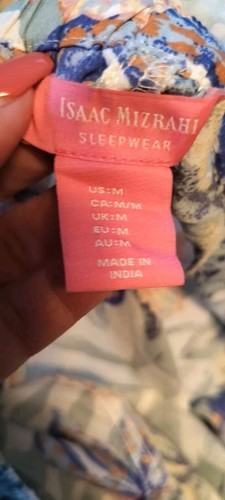 ISAAC MIZRAHI
SLEEPWEAR
US:M
CA:M/M
UK:M
EU:M
AU:M
MADE IN
INDIA